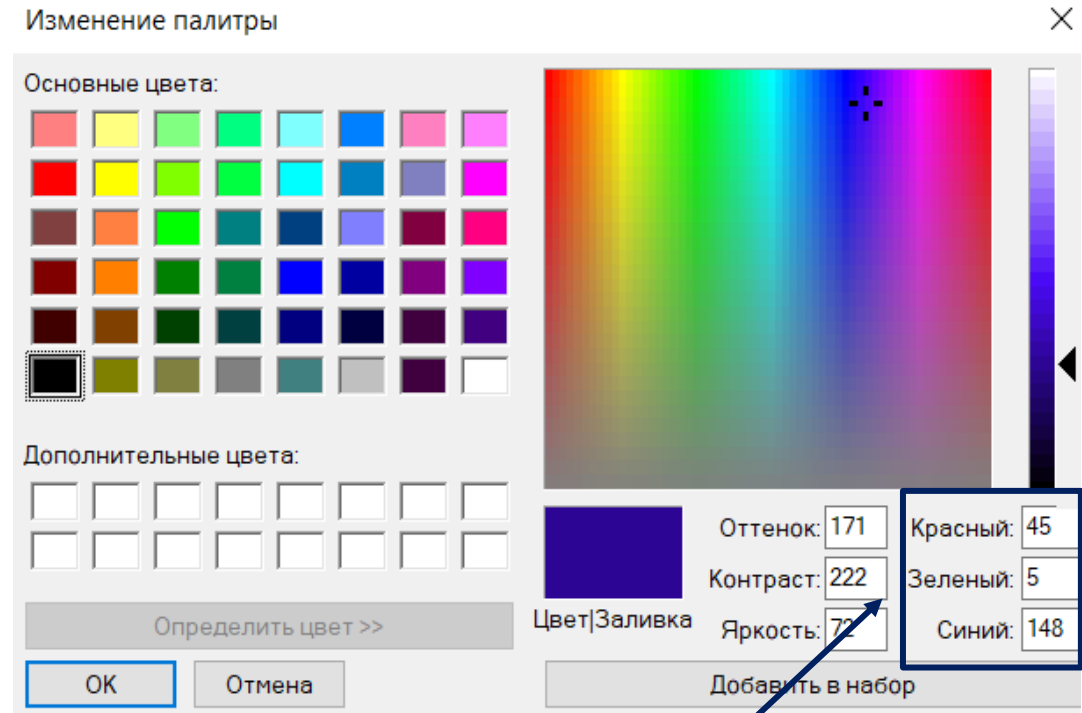 Изменение палитры
Основные цвета:
Дополнительные цвета:
Определить цвет >>
OK
Отмена
Цвет|Заливка
Оттенок: 171
Контраст: 222
Яркость: 72
Красный: 45
Зеленый: 5
Синий: 148
Добавить в набор